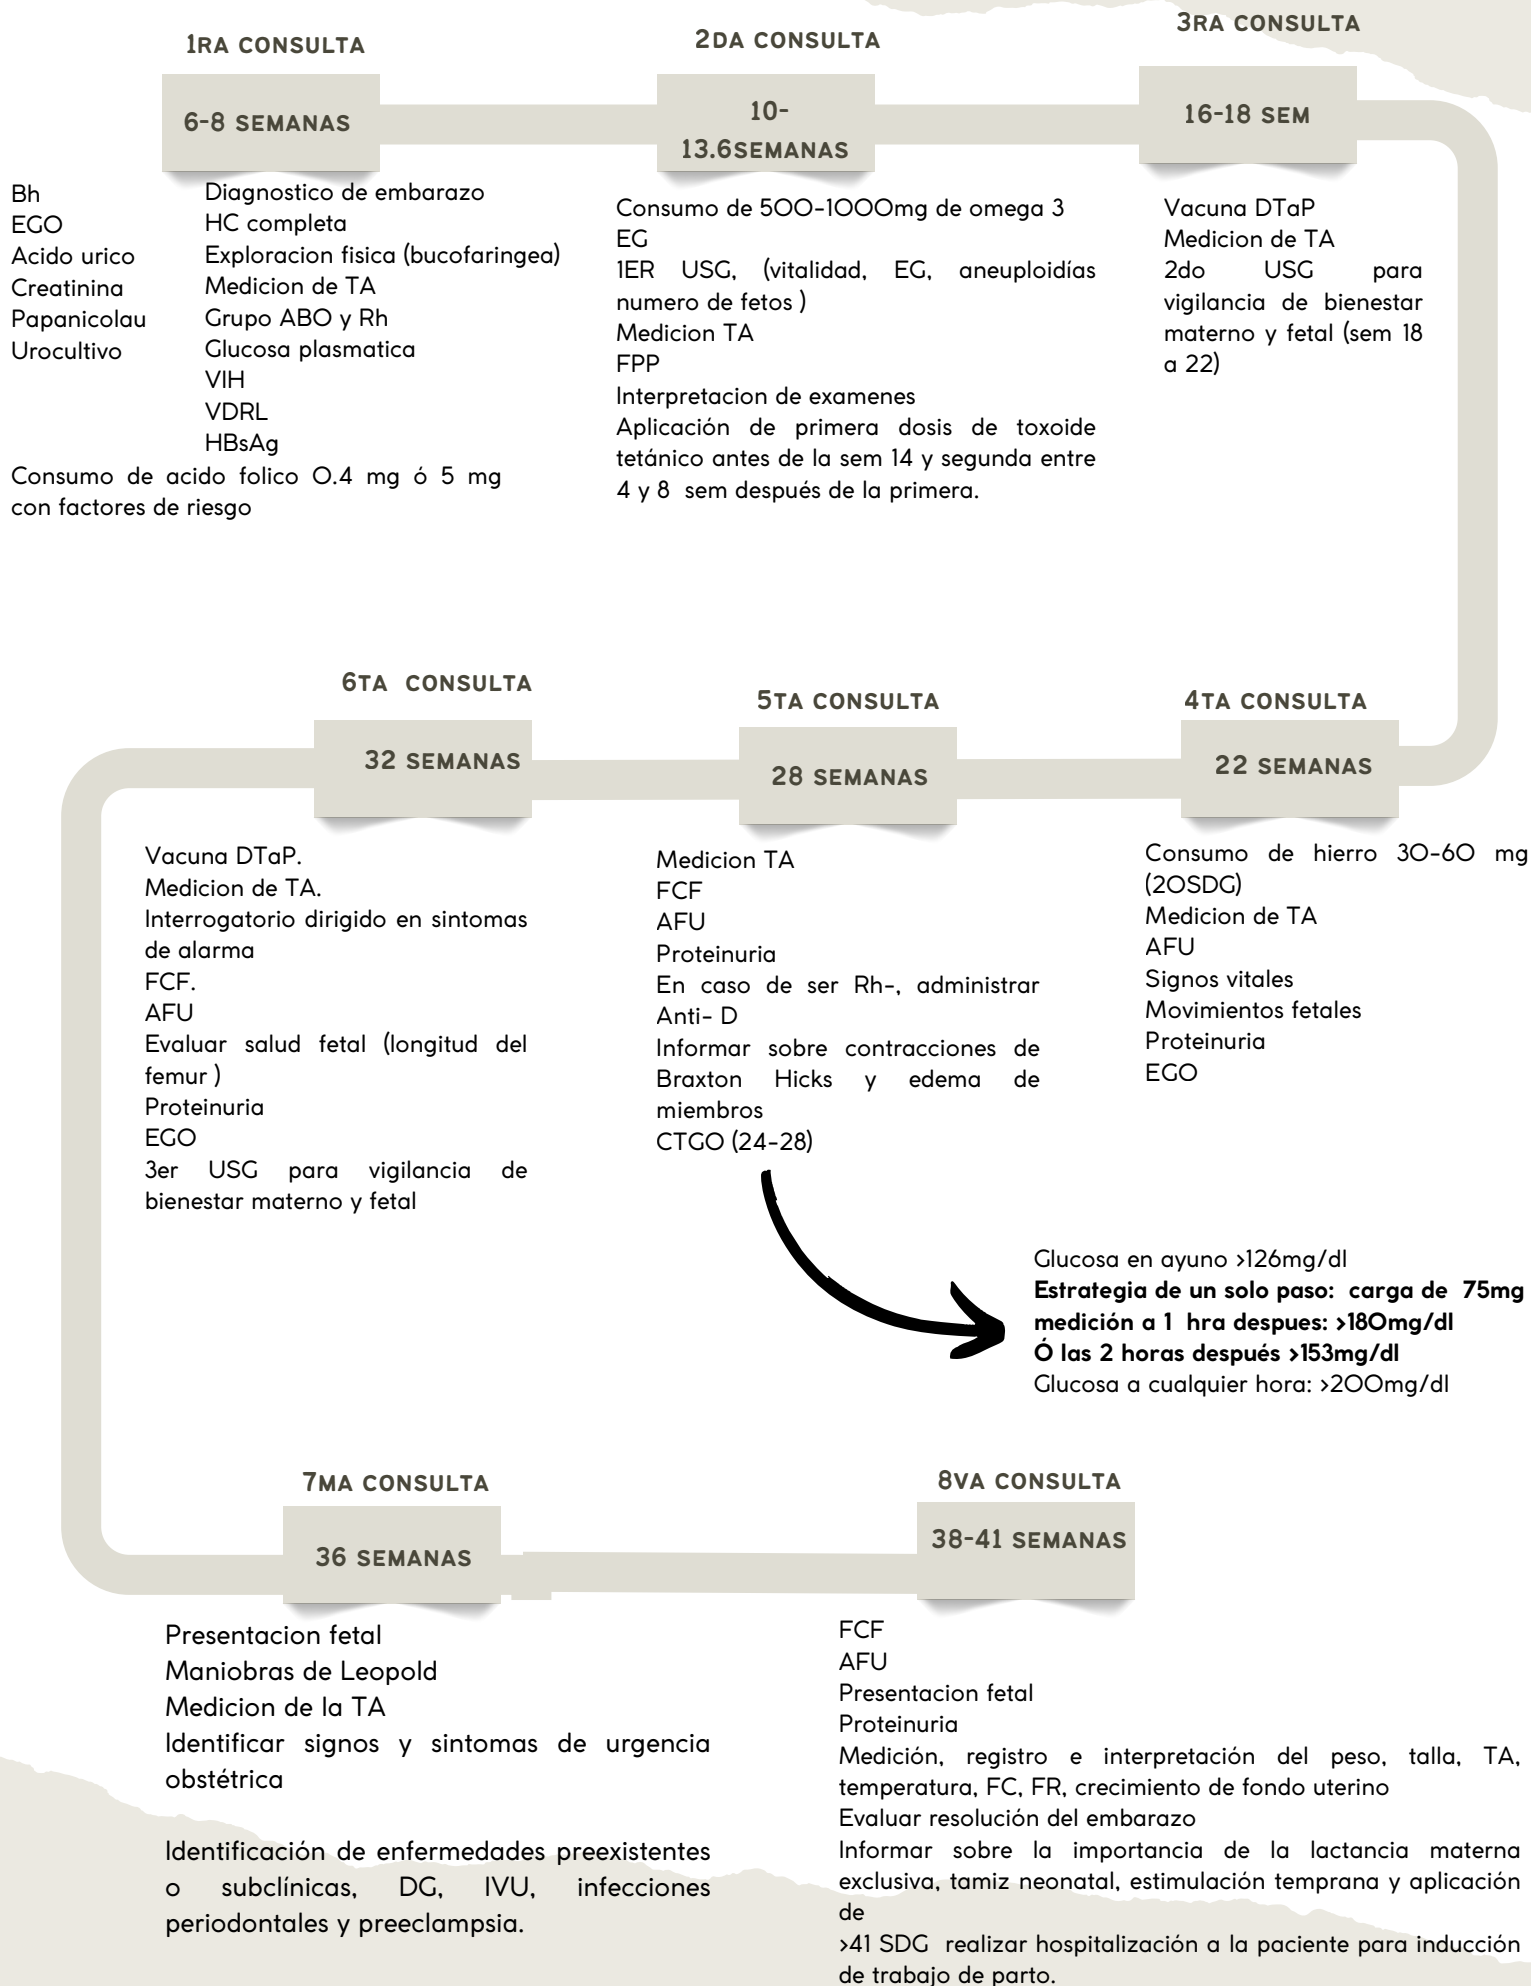 1RA CONSULTA
6-8 SEMANAS
Bh
EGO
Acido urico
Creatinina
Papanicolau
Urocultivo
Diagnostico de embarazo
HC completa
Exploracion fisica (bucofaringea)
Medicion de TA
Grupo ABO y Rh
Glucosa plasmatica
VIH
VDRL
HBsAg
Consumo de acido folico 0.4 mg ó 5 mg
con factores de riesgo
2DA CONSULTA
10-
13.6SEMANAS
Consumo de 500-1000mg de omega 3
EG
1ER USG, (vitalidad, EG, aneuploidías
numero de fetos )
Medicion TA
FPP
Interpretacion de examenes
Aplicación de primera dosis de toxoide
tetánico antes de la sem 14 y segunda entre
4 y 8 sem después de la primera.
3RA CONSULTA
16-18 SEM
Vacuna DTaP
Medicion de TA
2do USG para
vigilancia de bienestar
materno y fetal (sem 18
a 22)
4TA CONSULTA
22 SEMANAS
Consumo de hierro 30-60 mg
(20SDG)
Medicion de TA
AFU
Signos vitales
Movimientos fetales
Proteinuria
EGO
5TA CONSULTA
28 SEMANAS
Medicion TA
FCF
AFU
Proteinuria
En caso de ser Rh-, administrar
Anti- D
Informar sobre contracciones de
Braxton Hicks y edema de
miembros
CTGO (24-28)
Glucosa en ayuno >126mg/dl
Estrategia de un solo paso: carga de 75mg
medición a 1 hra despues: >180mg/dl
Ó las 2 horas después >153mg/dl
Glucosa a cualquier hora: >200mg/dl
6TA CONSULTA
32 SEMANAS
Vacuna DTaP.
Medicion de TA.
Interrogatorio dirigido en sintomas
de alarma
FCF.
AFU
Evaluar salud fetal (longitud del
femur )
Proteinuria
EGO
3er USG para vigilancia de
bienestar materno y fetal
7MA CONSULTA
36 SEMANAS
Presentacion fetal
Maniobras de Leopold
Medicion de la TA
Identificar signos y sintomas de urgencia
obstétrica
Identificación de enfermedades preexistentes
o subclínicas, DG, IVU, infecciones
periodontales y preeclampsia.
8VA CONSULTA
38-41 SEMANAS
FCF
AFU
Presentacion fetal
Proteinuria
Medición, registro e interpretación del peso, talla, TA,
temperatura, FC, FR, crecimiento de fondo uterino
Evaluar resolución del embarazo
Informar sobre la importancia de la lactancia materna
exclusiva, tamiz neonatal, estimulación temprana y aplicación
de
>41 SDG realizar hospitalización a la paciente para inducción
de trabajo de parto.